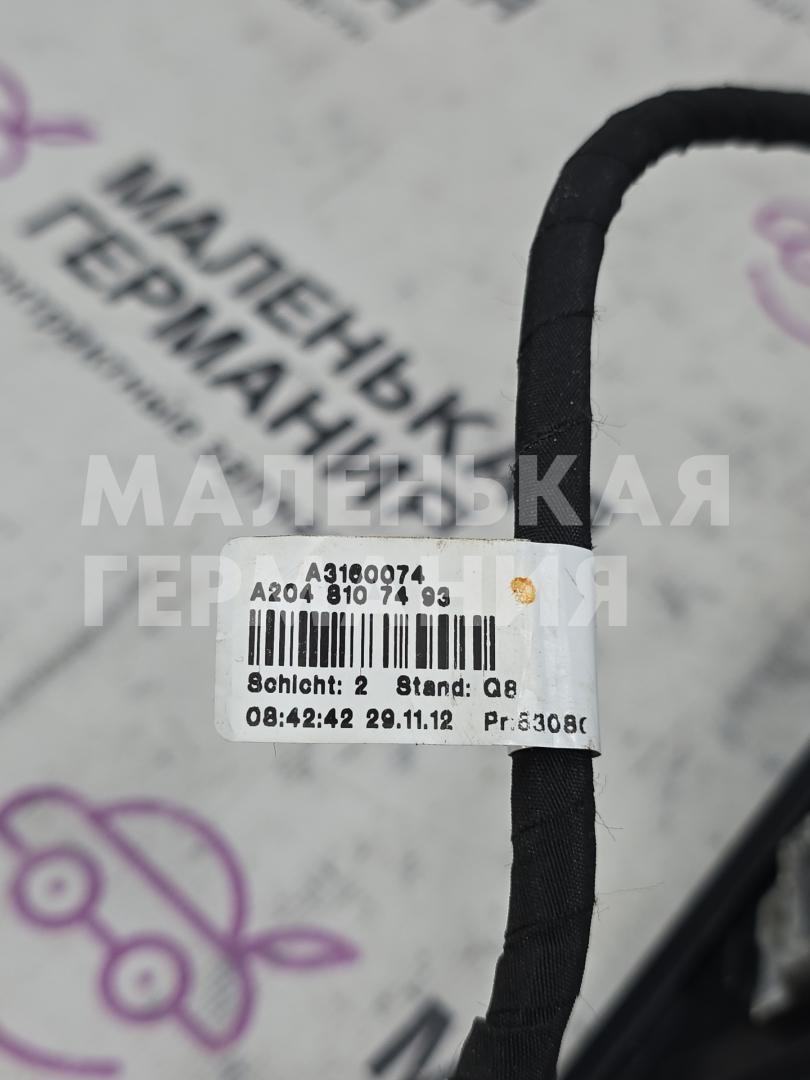 МАЛЕНЬКАЯ
ГЕРМАНИЯ
МАЛЕНЬКАЯ
ГЕРМАНИЯ
A3160074
A204 810 74 93
Schicht: 2 Stand: Q8
08:42:42 29.11.12 Pr:5308